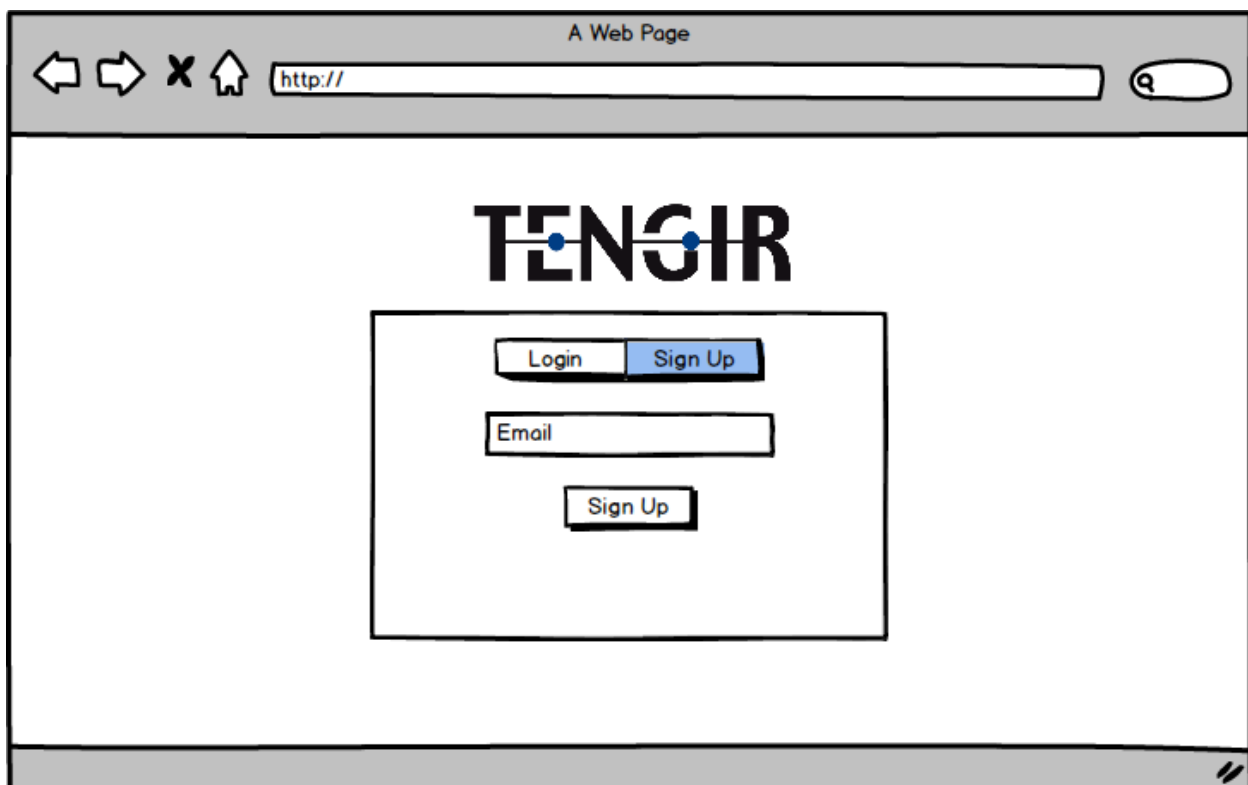 A Web Page
http://
TENGIR
Login Sign Up
Email
Sign Up